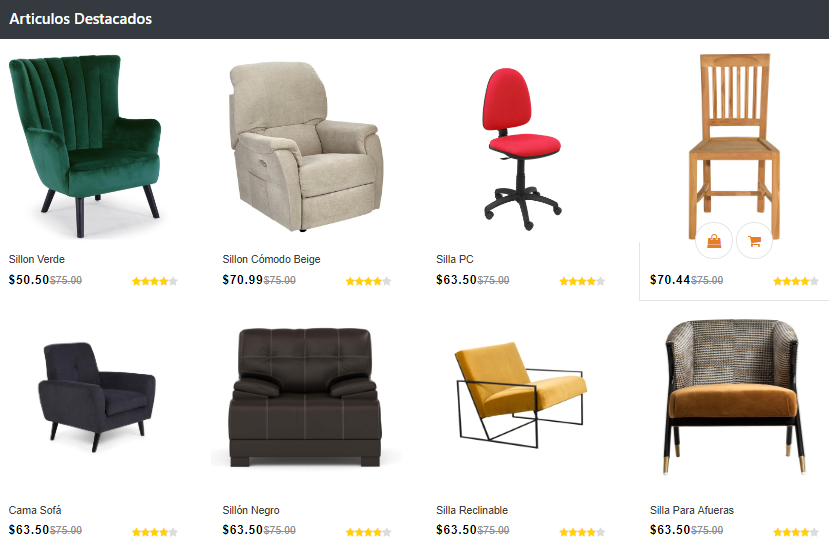 Articulos Destacados
Sillon Verde
$50.50$75.00
Sillon Cómodo Beige
$70.99$75.00
Silla PC
$63.50$75.00
$70.44$75.00
Cama Sofá
$63.50$75.00
Sillón Negro
$63.50$75.00
Silla Reclinable
$63.50$75.00
Silla Para Afueras
$63.50$75.00